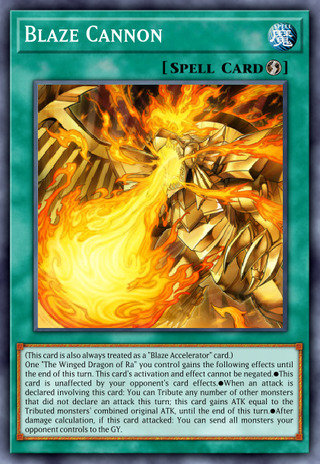 Blaze Cannon
魔
[Spell Card]
(This card is also always treated as a "Blaze Accelerator" card.)
One "The Winged Dragon of Ra" you control gains the following effects until
the end of this turn. This card's activation and effect cannot be negated.●This
card is unaffected by your opponent's card effects.●When an attack is
declared involving this card: You can Tribute any number of other monsters
that did not declare an attack this turn; this card gains ATK equal to the
Tributed monsters' combined original ATK, until the end of this turn.●After
damage calculation, if this card attacked: You can send all monsters your
opponent controls to the GY.